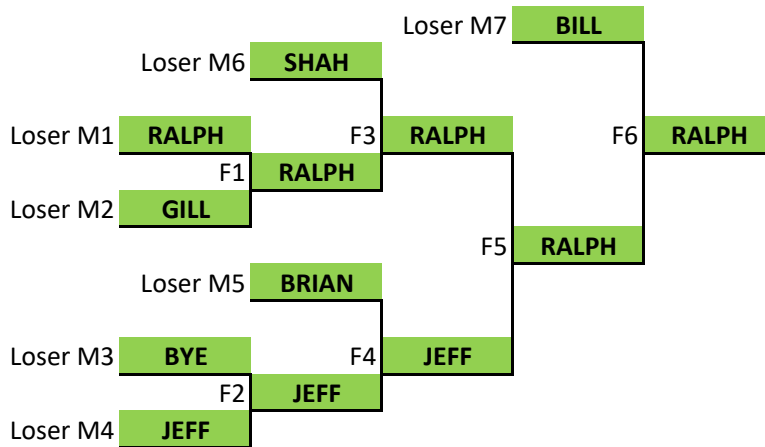 Loser M7 BILL
Loser M6 SHAH
Loser M1 RALPH F3 RALPH F6 RALPH
F1 RALPH
Loser M2 GILL
F5 RALPH
Loser M5 BRIAN
Loser M3 BYE F4 JEFF
F2 JEFF
Loser M4 JEFF